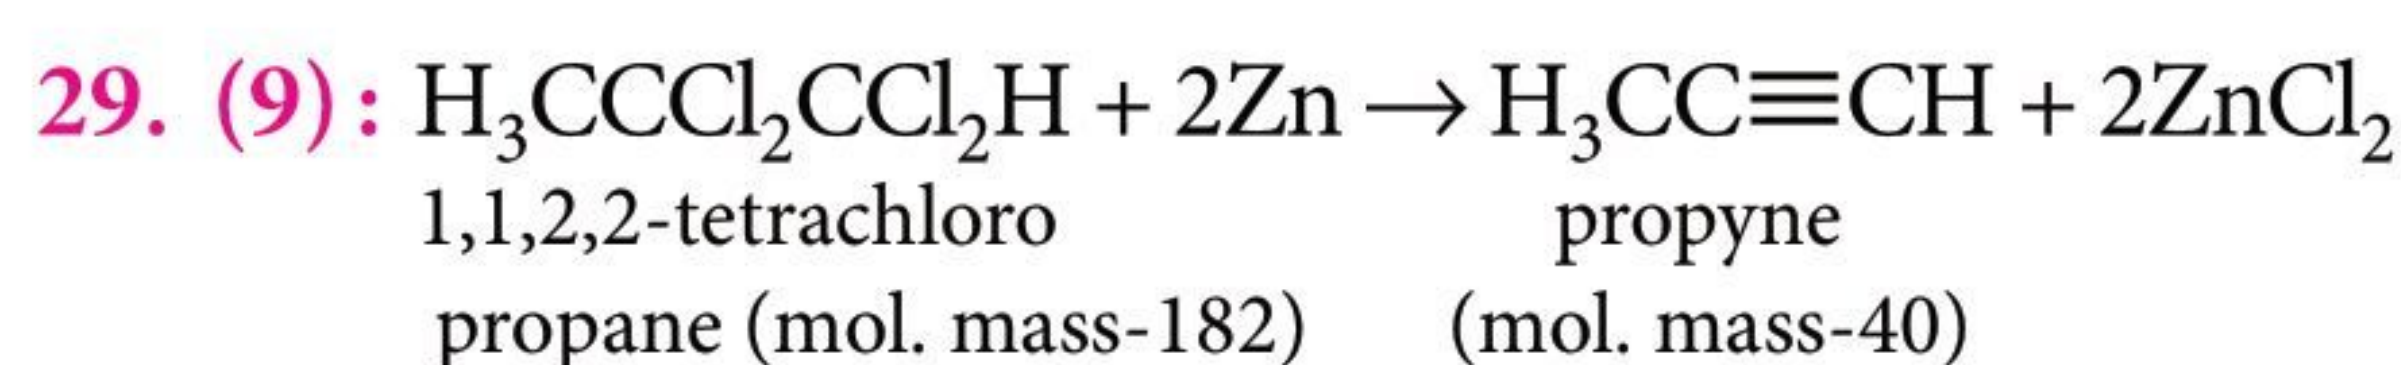 29. (9): H₃CCCl₂CCl₂H + 2Zn → H₃CC≡CH + 2ZnCl₂
1,1,2,2-tetrachloro propyne
propane (mol. mass-182) (mol. mass-40)